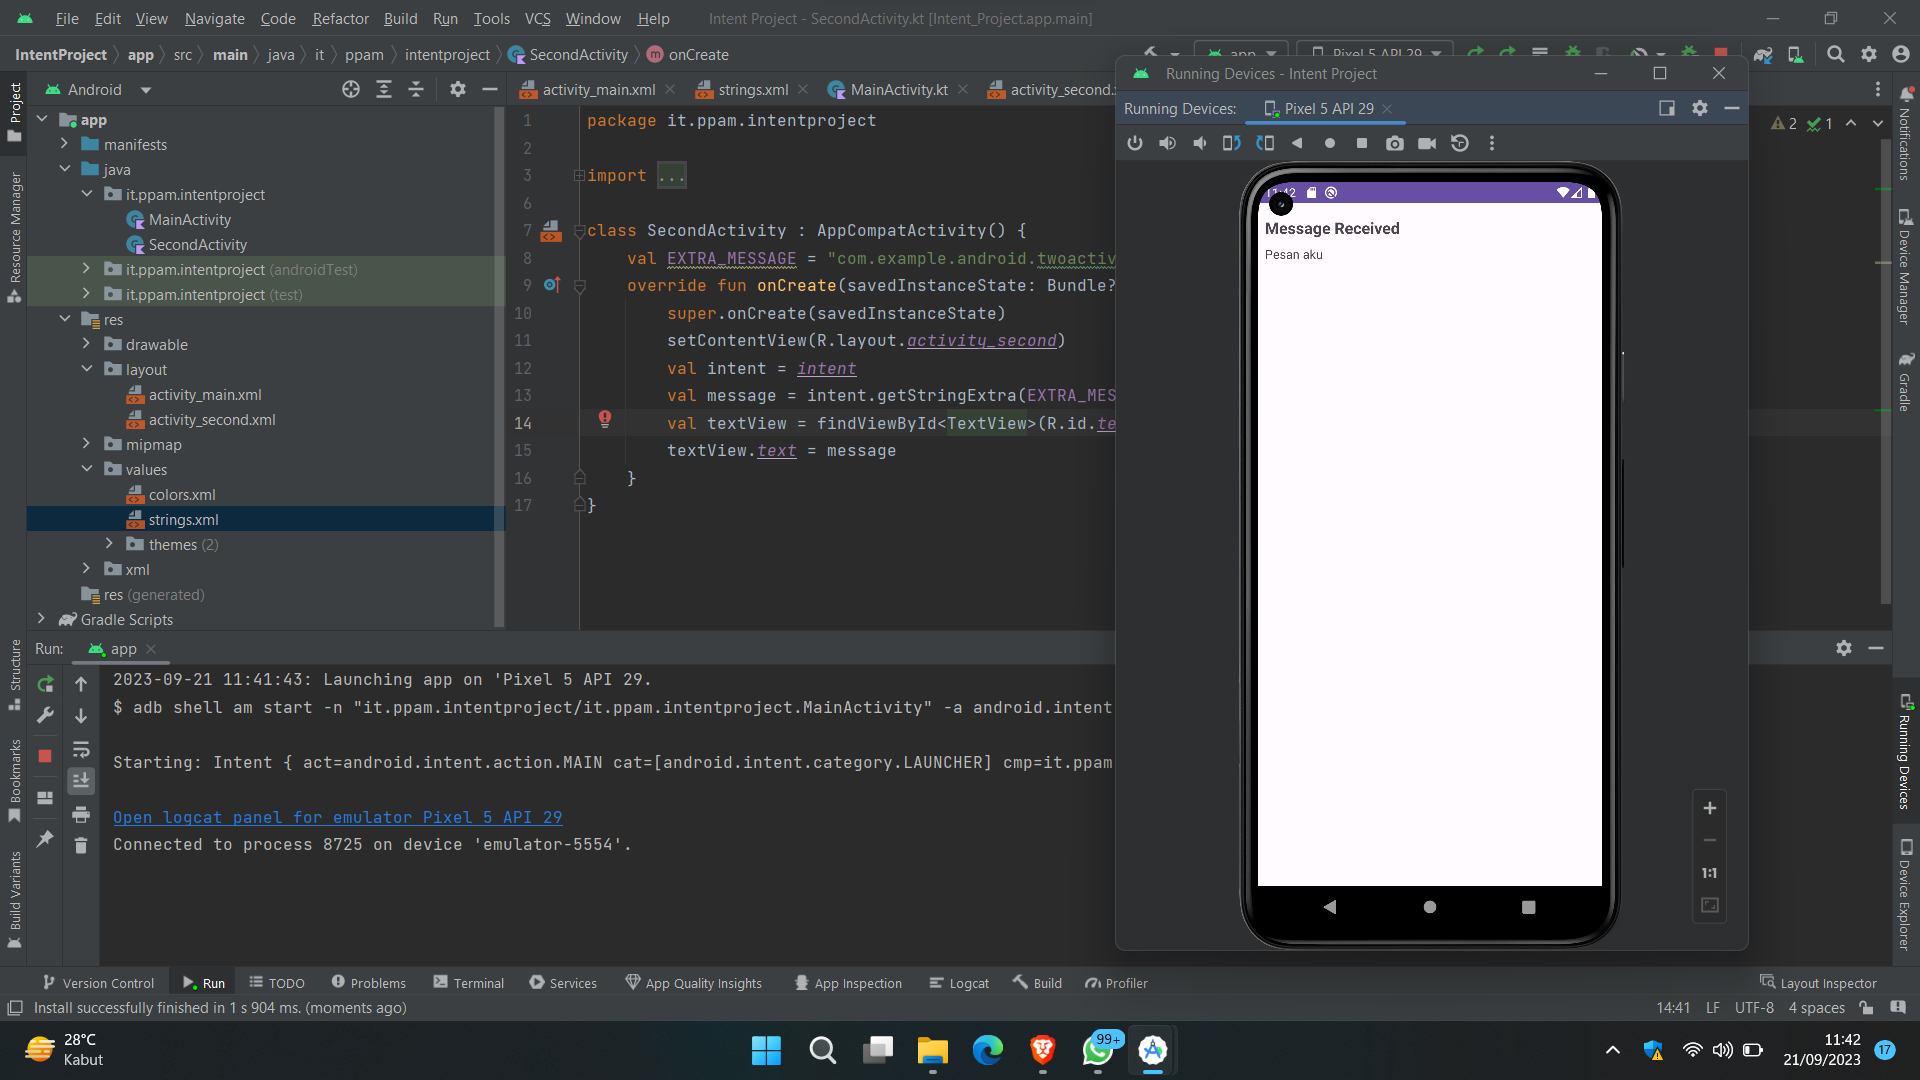 File Edit View Navigate Code Refactor Build Run Tools VCS Window Help Intent Project - SecondActivity.kt [Intent_Project.app.main]
IntentProject app src main java it ppam intentproject SecondActivity onCreate app Pixel 5 API 29
Android
activity_main.xml strings.xml MainActivity.kt activity_second.
Project
Resource Manager
Structure
Bookmarks
Build Variants
app
manifests
java
it.ppam.intentproject
MainActivity
SecondActivity
it.ppam.intentproject (androidTest)
it.ppam.intentproject (test)
res
drawable
layout
activity_main.xml
activity_second.xml
mipmap
values
colors.xml
strings.xml
themes (2)
xml
res (generated)
Gradle Scripts
1 package it.ppam.intentproject
2
3 import ...
6
7 class SecondActivity : AppCompatActivity() {
8 val EXTRA_MESSAGE = "com.example.android.twoactiv
9 override fun onCreate(savedInstanceState: Bundle?
10 super.onCreate(savedInstanceState)
11 setContentView(R.layout.activity_second)
12 val intent = intent
13 val message = intent.getStringExtra(EXTRA_MES
14 val textView = findViewById<TextView>(R.id.te
15 textView.text = message
16 }
17 }
2 1
Running Devices - Intent Project
Running Devices: Pixel 5 API 29
11:42
Message Received
Pesan aku
1:1
Notifications
Device Manager
Gradle
Running Devices
Device Explorer
Run: app
2023-09-21 11:41:43: Launching app on 'Pixel 5 API 29.
$ adb shell am start -n "it.ppam.intentproject/it.ppam.intentproject.MainActivity" -a android.intent
Starting: Intent { act=android.intent.action.MAIN cat=[android.intent.category.LAUNCHER] cmp=it.ppam
Open logcat panel for emulator Pixel 5 API 29
Connected to process 8725 on device 'emulator-5554'.
Version Control Run TODO Problems Terminal Services App Quality Insights App Inspection Logcat Build Profiler Layout Inspector
Install successfully finished in 1 s 904 ms. (moments ago) 14:41 LF UTF-8 4 spaces
28°C
Kabut
99+
11:42
21/09/2023
17